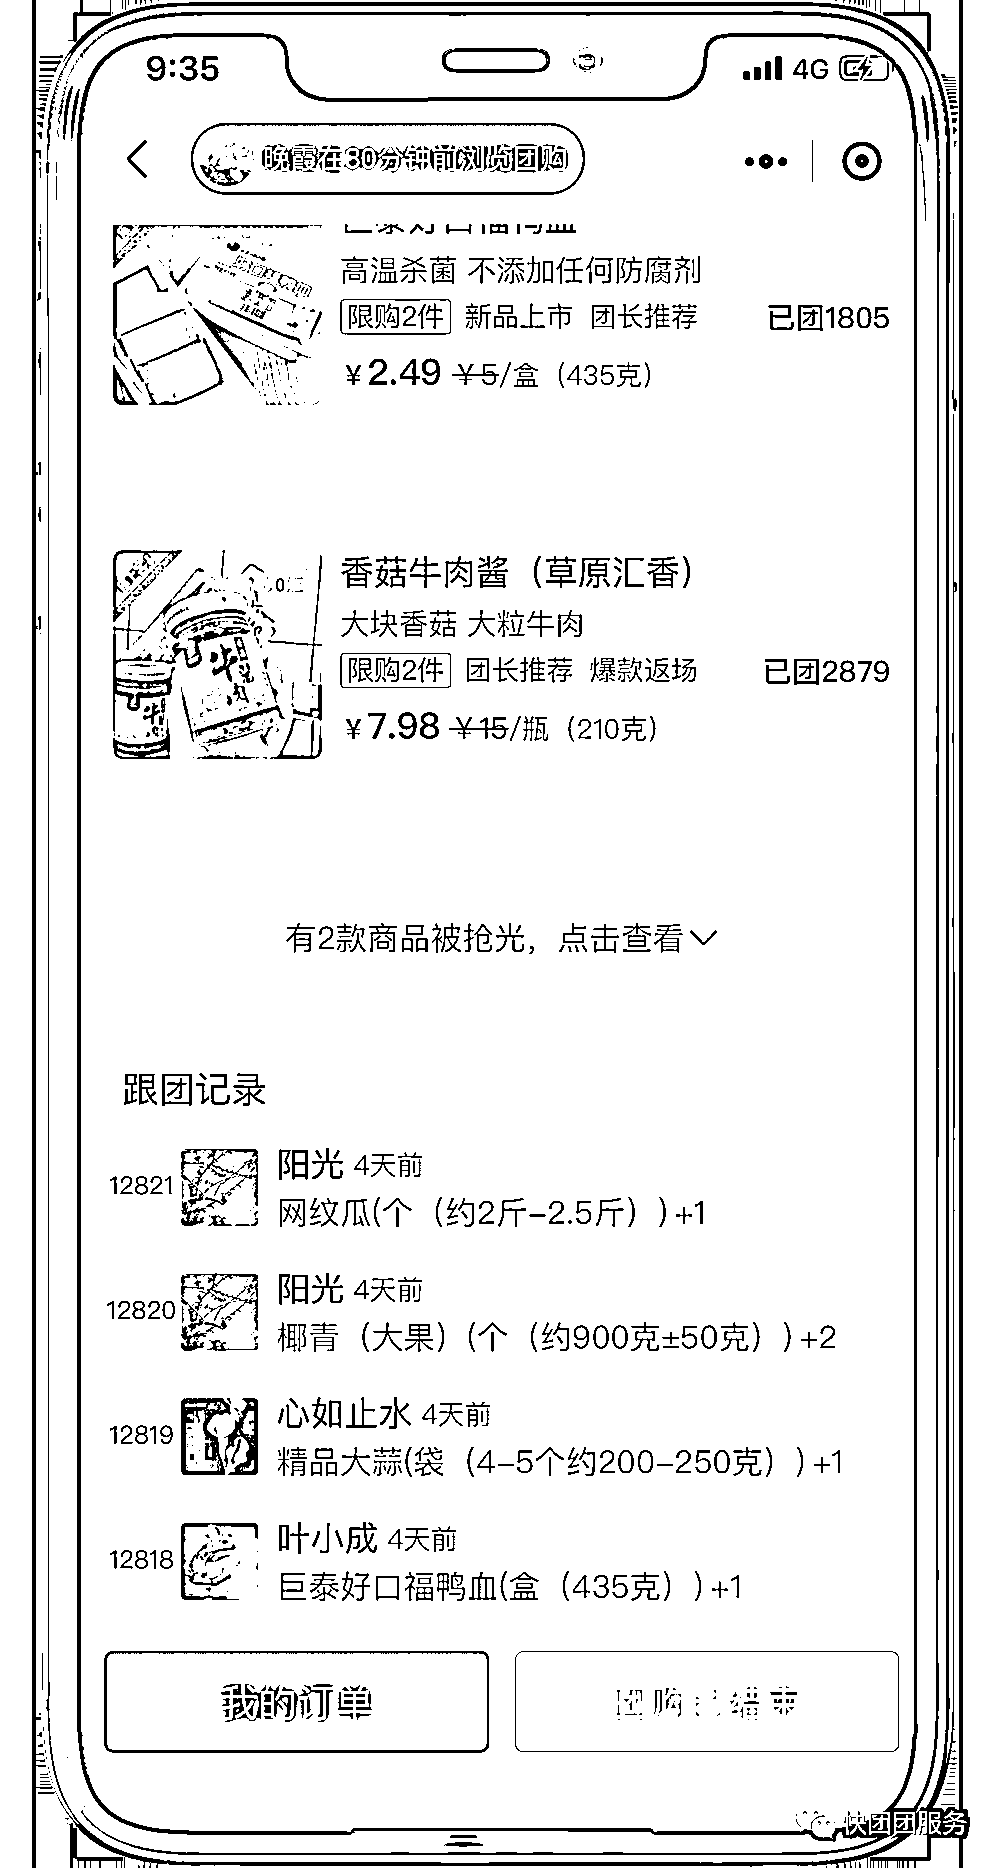 9:35
4G
晚霞在80分钟前浏览团购
巨泰好口福鸭血
高温杀菌 不添加任何防腐剂
限购2件 新品上市 团长推荐 已团1805
¥2.49 ¥5/盒（435克）
香菇牛肉酱（草原汇香）
大块香菇 大粒牛肉
限购2件 团长推荐 爆款返场 已团2879
¥7.98 ¥15/瓶（210克）
有2款商品被抢光，点击查看
跟团记录
12821 阳光 4天前
网纹瓜(个（约2斤-2.5斤）)+1
12820 阳光 4天前
椰青（大果）(个（约900克±50克）)+2
12819 心如止水 4天前
精品大蒜(袋（4-5个约200-250克）)+1
12818 叶小成 4天前
巨泰好口福鸭血(盒（435克）)+1
我的订单 团购已结束
快团团服务